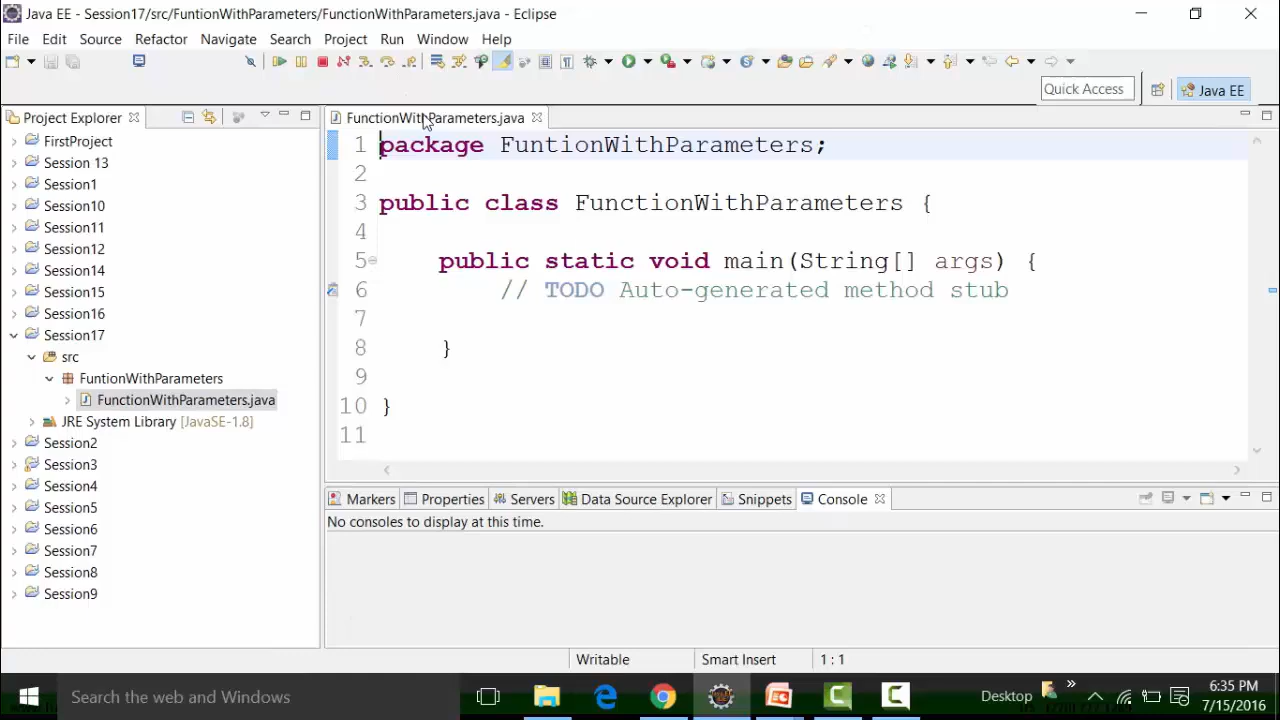 Java EE - Session17/src/FuntionWithParameters/FunctionWithParameters.java - Eclipse
File Edit Source Refactor Navigate Search Project Run Window Help
Quick Access
Java EE
Project Explorer
FirstProject
Session 13
Session1
Session10
Session11
Session12
Session14
Session15
Session16
Session17
src
FuntionWithParameters
FunctionWithParameters.java
JRE System Library [JavaSE-1.8]
Session2
Session3
Session4
Session5
Session6
Session7
Session8
Session9
FunctionWithParameters.java
1 package FuntionWithParameters;
2
3 public class FunctionWithParameters {
4
5 public static void main(String[] args) {
6 // TODO Auto-generated method stub
7
8 }
9
10 }
11
Markers Properties Servers Data Source Explorer Snippets Console
No consoles to display at this time.
Writable Smart Insert 1 : 1
Search the web and Windows
Desktop
6:35 PM
7/15/2016